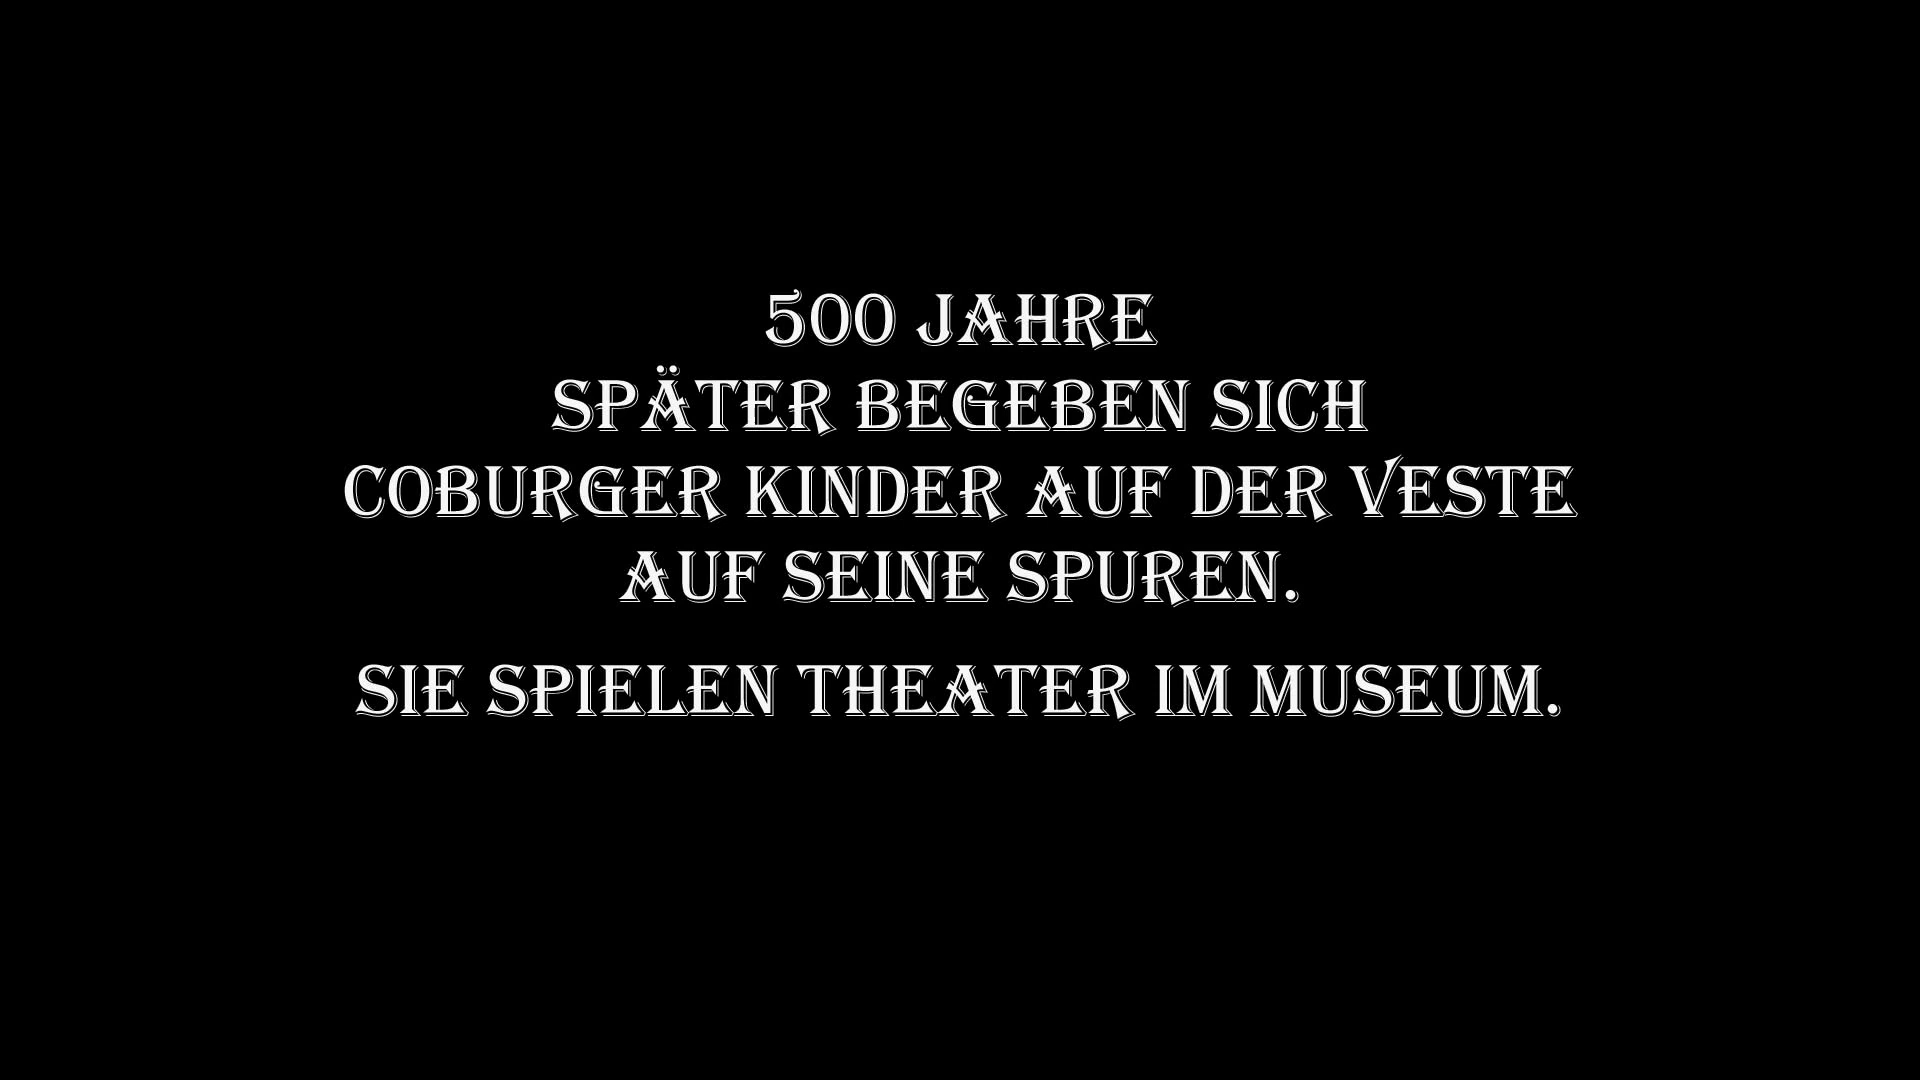 500 JAHRE
SPÄTER BEGEBEN SICH
COBURGER KINDER AUF DER VESTE
AUF SEINE SPUREN.
SIE SPIELEN THEATER IM MUSEUM.